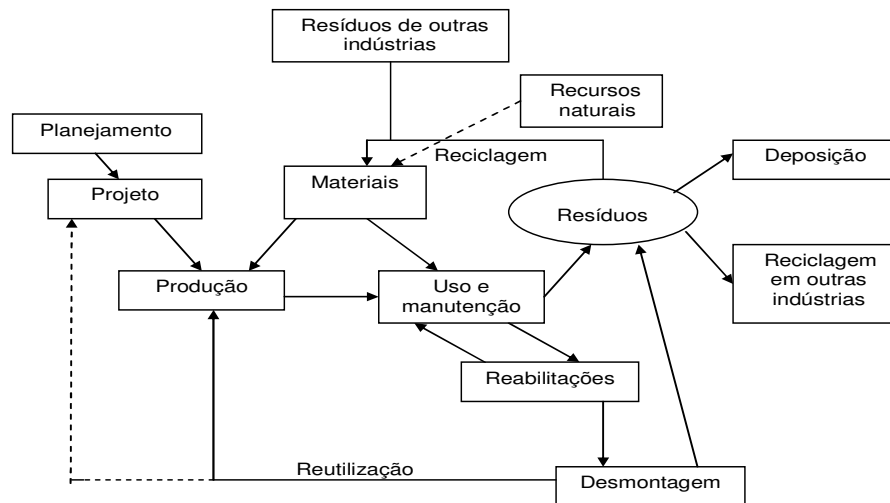 Resíduos de outras
indústrias
Recursos
naturais
Planejamento
Reciclagem
Deposição
Projeto
Materiais
Resíduos
Produção
Uso e
manutenção
Reciclagem
em outras
indústrias
Reabilitações
Reutilização
Desmontagem